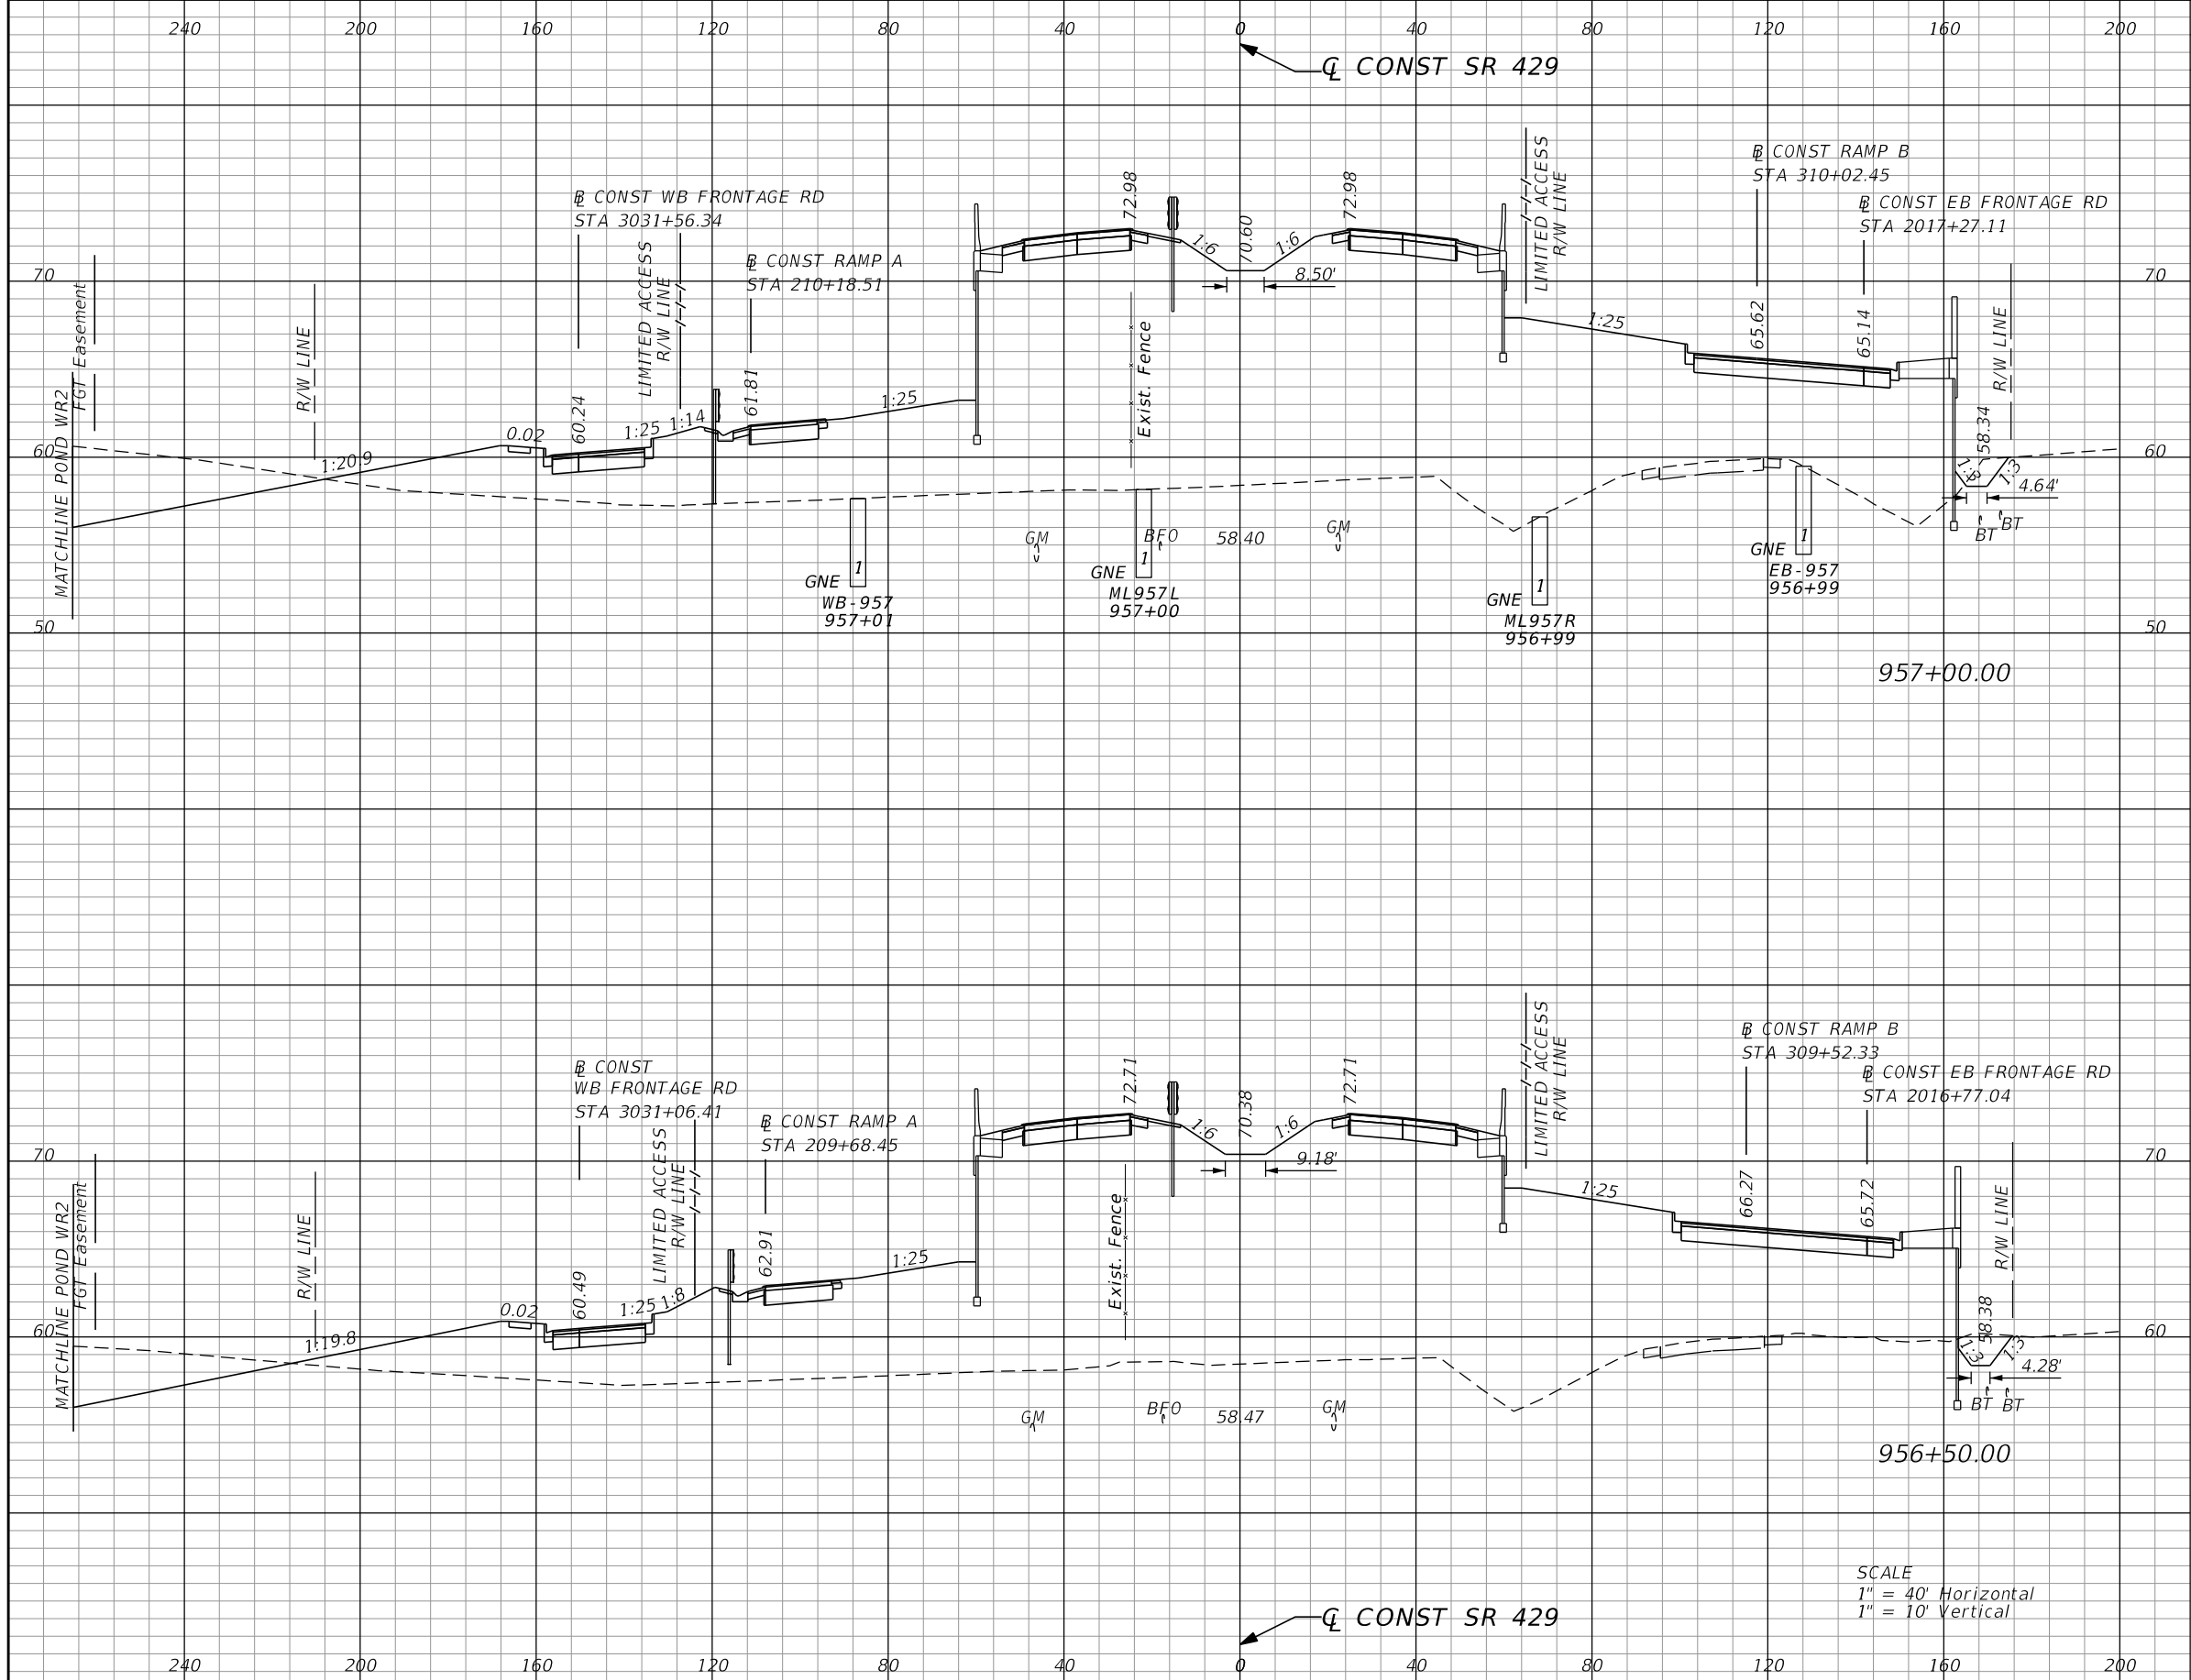 240 200 160 120 80 40 0 40 80 120 160 200
℄ CONST SR 429
℄ CONST RAMP B
STA 310+02.45
℄ CONST EB FRONTAGE RD
STA 2017+27.11
℄ CONST WB FRONTAGE RD
STA 3031+56.34
℄ CONST RAMP A
STA 210+18.51
LIMITED ACCESS
R/W LINE
LIMITED ACCESS
R/W LINE
72.98
70.60
72.98
1:6
1:6
8.50'
70
70
FGT Easement
MATCHLINE POND WR2
R/W LINE
Exist. Fence
R/W LINE
1:25
65.62
65.14
60.24
61.81
0.02
1:25
1:14
1:25
60
1:20.9
60
58.34
1:3
1:3
4.64'
BT
BT
GM
BFO
58.40
GM
GNE
1
WB-957
957+01
GNE
1
ML957L
957+00
GNE
1
ML957R
956+99
GNE
1
EB-957
956+99
50
50
957+00.00
℄ CONST RAMP B
STA 309+52.33
℄ CONST EB FRONTAGE RD
STA 2016+77.04
℄ CONST
WB FRONTAGE RD
STA 3031+06.41
℄ CONST RAMP A
STA 209+68.45
LIMITED ACCESS
R/W LINE
LIMITED ACCESS
R/W LINE
72.71
70.38
72.71
1:6
1:6
9.18'
70
70
FGT Easement
MATCHLINE POND WR2
R/W LINE
Exist. Fence
R/W LINE
1:25
66.27
65.72
60.49
62.91
0.02
1:25
1:8
1:25
60
1:19.8
60
58.38
1:3
1:3
4.28'
BT
BT
GM
BFO
58.47
GM
956+50.00
SCALE
1" = 40' Horizontal
1" = 10' Vertical
℄ CONST SR 429
240 200 160 120 80 40 0 40 80 120 160 200